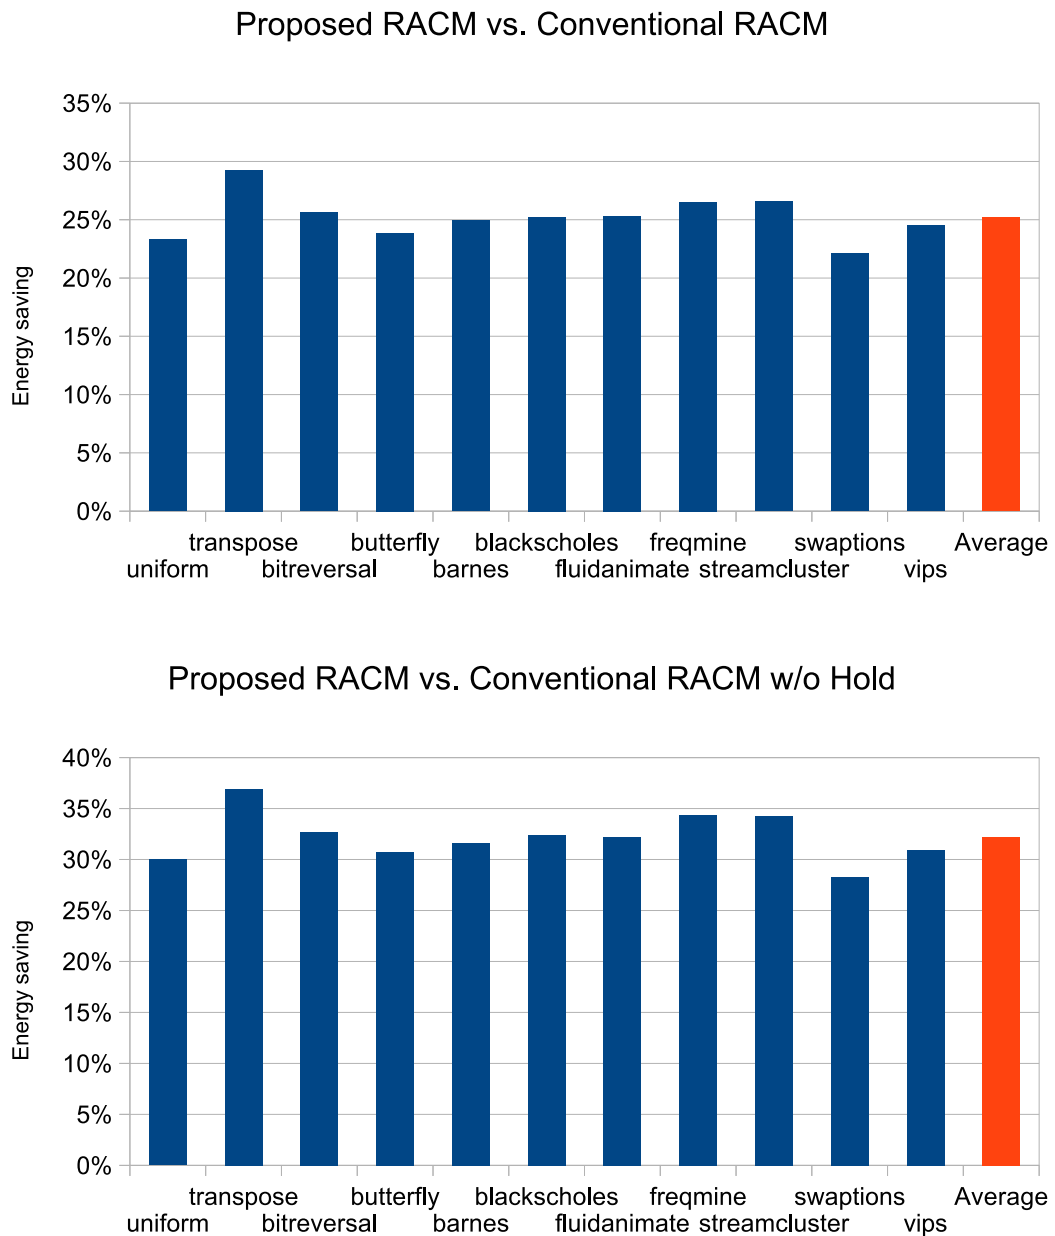 Proposed RACM vs. Conventional RACM
35%
30%
25%
20%
15%
10%
5%
0%
Energy saving
transpose butterfly blackscholes freqmine swaptions Average
uniform bitreversal barnes fluidanimate streamcluster vips
Proposed RACM vs. Conventional RACM w/o Hold
40%
35%
30%
25%
20%
15%
10%
5%
0%
Energy saving
transpose butterfly blackscholes freqmine swaptions Average
uniform bitreversal barnes fluidanimate streamcluster vips